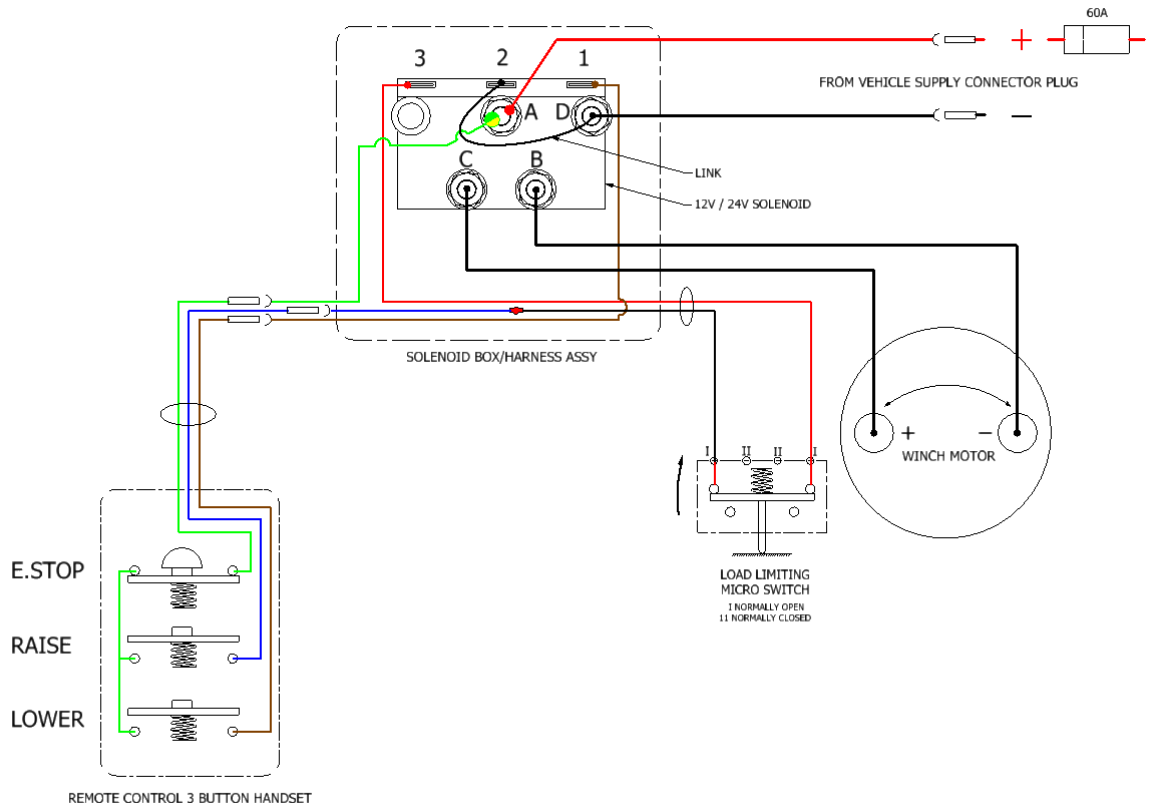 60A
3
2
1
+
FROM VEHICLE SUPPLY CONNECTOR PLUG
A
D
−
C
B
LINK
12V / 24V SOLENOID
SOLENOID BOX/HARNESS ASSY
+
−
WINCH MOTOR
I
II
II
I
E.STOP
LOAD LIMITING
MICRO SWITCH
I NORMALLY OPEN
11 NORMALLY CLOSED
RAISE
LOWER
REMOTE CONTROL 3 BUTTON HANDSET